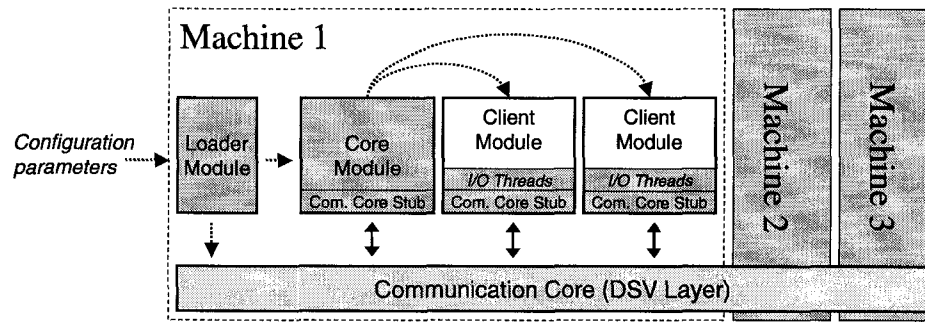 Machine 1
Configuration
parameters
Loader
Module
Core
Module
Com. Core Stub
Client
Module
I/O Threads
Com. Core Stub
Client
Module
I/O Threads
Com. Core Stub
Machine 2
Machine 3
Communication Core (DSV Layer)